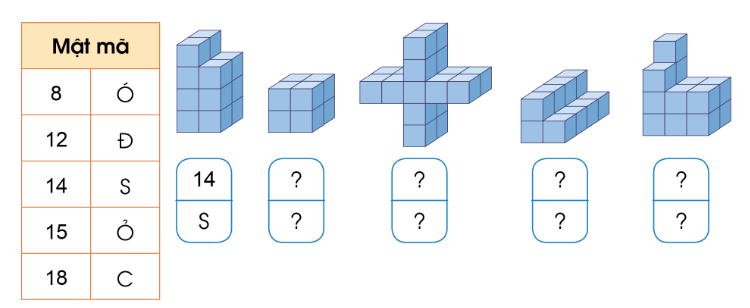 Mật mã
8 Ó
12 Đ
14 S
15 Ỏ
18 C
14 ? ? ? ?
S ? ? ? ?